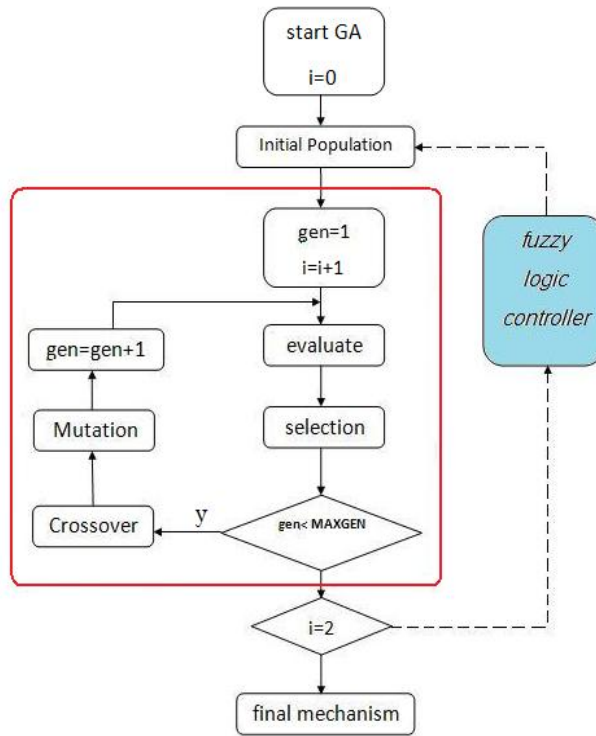 start GA
i=0
Initial Population
gen=1
i=i+1
fuzzy
logic
controller
gen=gen+1
evaluate
Mutation
selection
Crossover
y
gen< MAXGEN
i=2
final mechanism